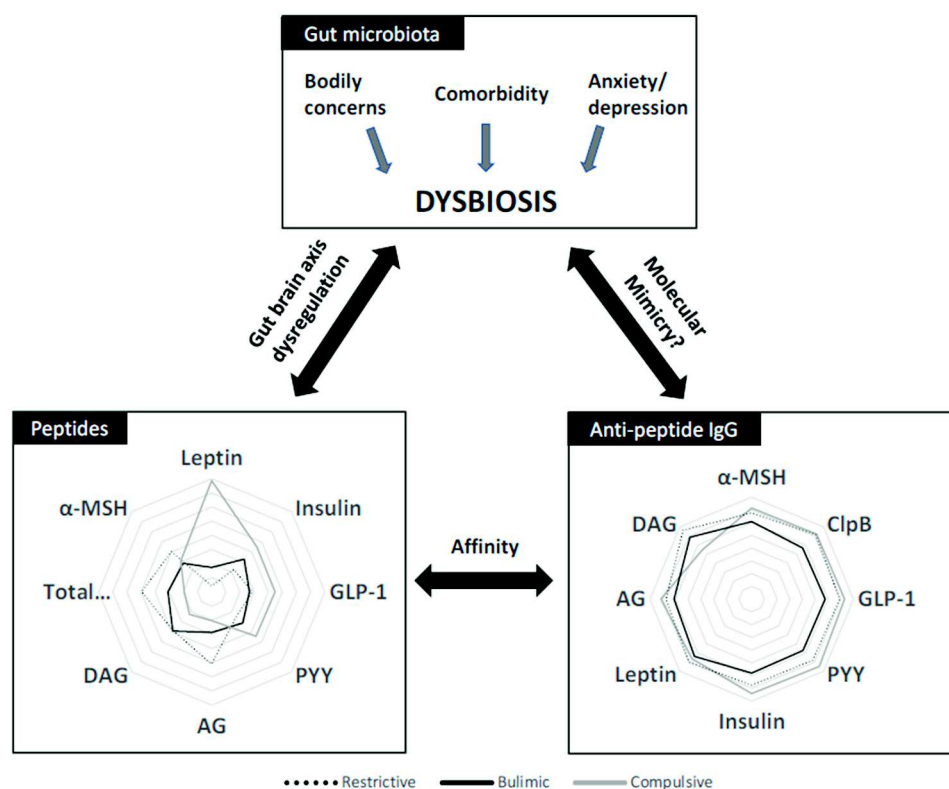 Gut microbiota
Bodily
concerns
Comorbidity
Anxiety/
depression
DYSBIOSIS
Gut brain axis
dysregulation
Molecular
Mimicry?
Peptides
Leptin
Insulin
GLP-1
PYY
AG
DAG
Total...
α-MSH
Affinity
Anti-peptide IgG
α-MSH
ClpB
GLP-1
PYY
Insulin
Leptin
AG
DAG
Restrictive
Bulimic
Compulsive